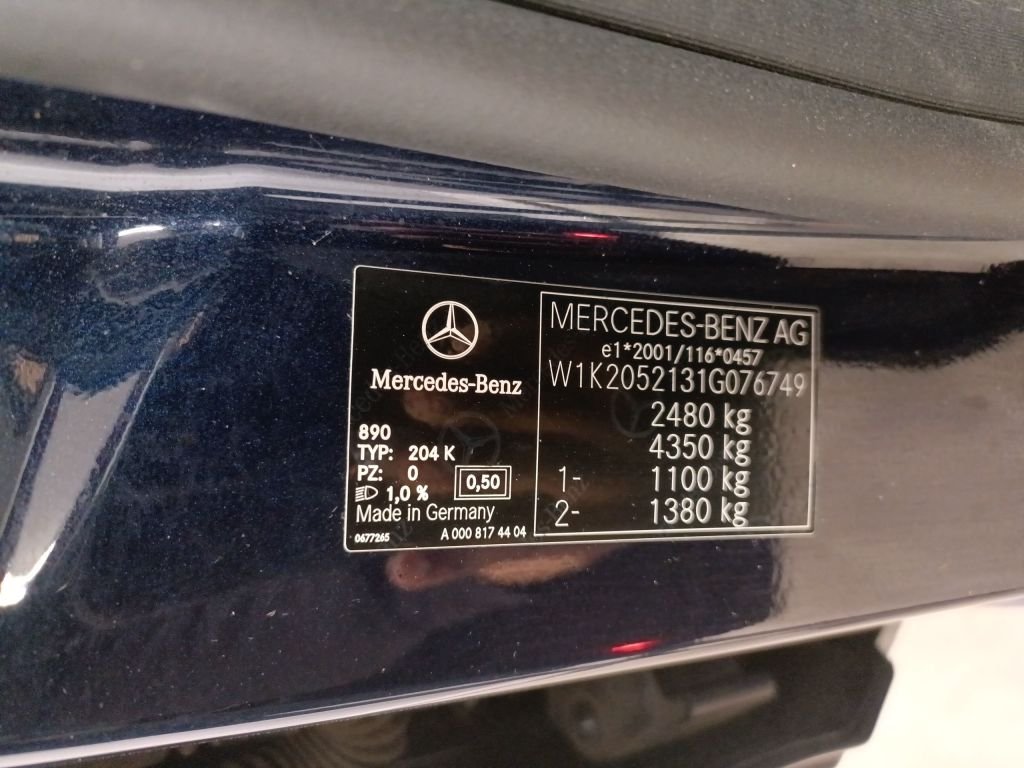 Mercedes-Benz
890
TYP: 204 K
PZ: 0
1,0 %
0,50
Made in Germany
0677265
A 000 817 44 04
MERCEDES-BENZ AG
e1*2001/116*0457
W1K2052131G076749
2480 kg
4350 kg
1- 1100 kg
2- 1380 kg